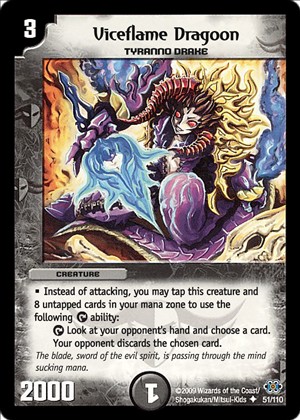 3
Viceflame Dragoon
TYRANNO DRAKE
CREATURE
▪ Instead of attacking, you may tap this creature and
8 untapped cards in your mana zone to use the
following ability:
Look at your opponent's hand and choose a card.
Your opponent discards the chosen card.
The blade, sword of the evil spirit, is passing through the mind
sucking mana.
2000
1
©2009 Wizards of the Coast/
Shogakukan/Mitsui-Kids
51/110